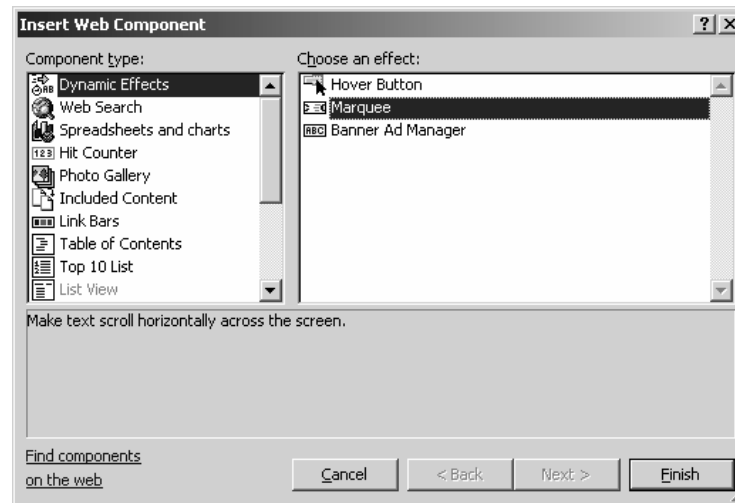 Insert Web Component
? X
Component type:
Dynamic Effects
Web Search
Spreadsheets and charts
123 Hit Counter
Photo Gallery
Included Content
Link Bars
Table of Contents
Top 10 List
List View
Choose an effect:
Hover Button
Marquee
ABC Banner Ad Manager
Make text scroll horizontally across the screen.
Find components
on the web
Cancel
< Back
Next >
Finish